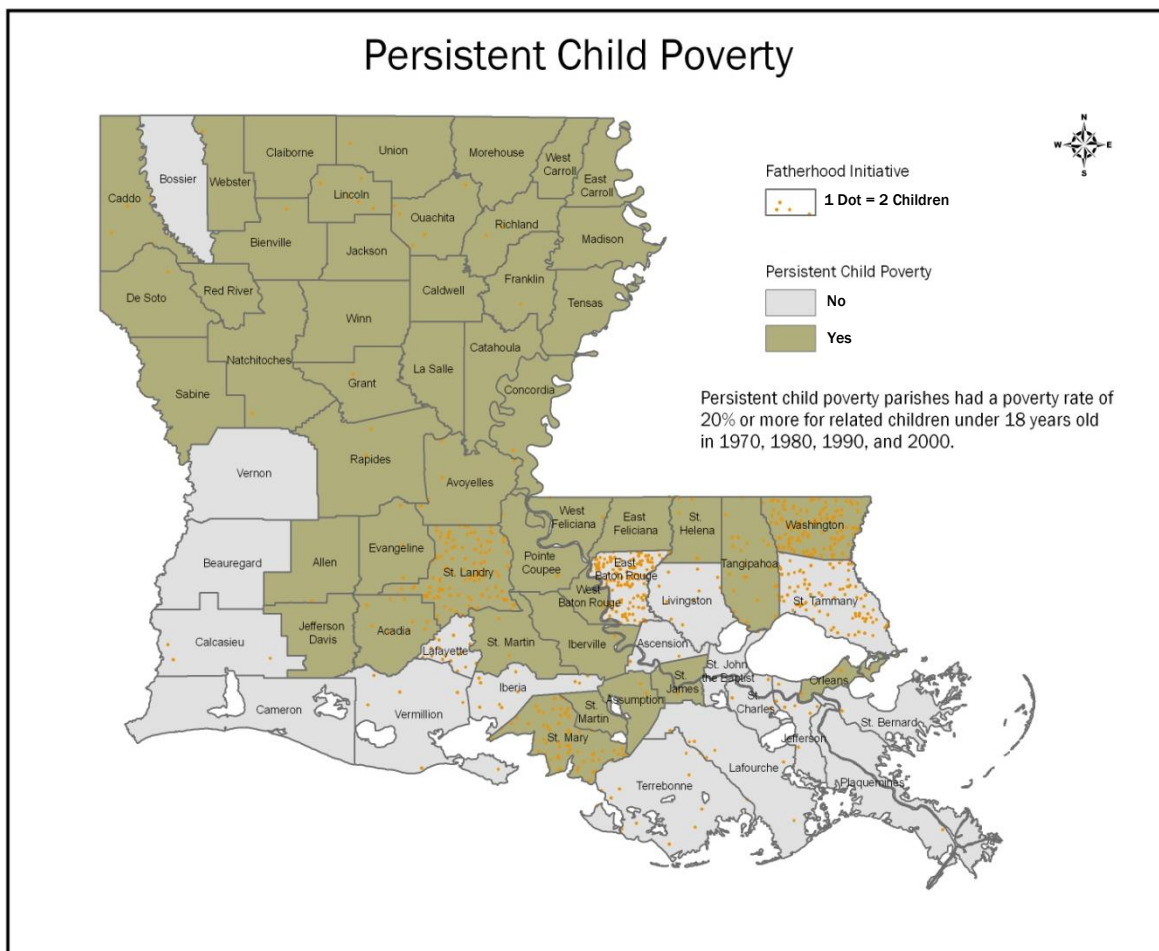 Persistent Child Poverty
N
W E
S
Fatherhood Initiative
1 Dot = 2 Children
Persistent Child Poverty
No
Yes
Persistent child poverty parishes had a poverty rate of
20% or more for related children under 18 years old
in 1970, 1980, 1990, and 2000.
Caddo
Bossier
Webster
Claiborne
Union
Morehouse
West
Carroll
East
Carroll
Lincoln
Ouachita
Richland
Madison
Bienville
Jackson
De Soto
Red River
Caldwell
Franklin
Tensas
Winn
Natchitoches
Catahoula
Sabine
Grant
La Salle
Concordia
Vernon
Rapides
Avoyelles
West
Feliciana
East
Feliciana
St.
Helena
Washington
Beauregard
Allen
Evangeline
St. Landry
Pointe
Coupee
East
Baton Rouge
Tangipahoa
West
Baton Rouge
Livingston
St. Tammany
Calcasieu
Jefferson
Davis
Acadia
Lafayette
St. Martin
Iberville
Ascension
Cameron
Vermillion
Iberia
St. John
the Baptist
St.
James
Assumption
St.
Charles
Orleans
St.
Martin
St. Mary
Jefferson
St. Bernard
Terrebonne
Lafourche
Plaquemines